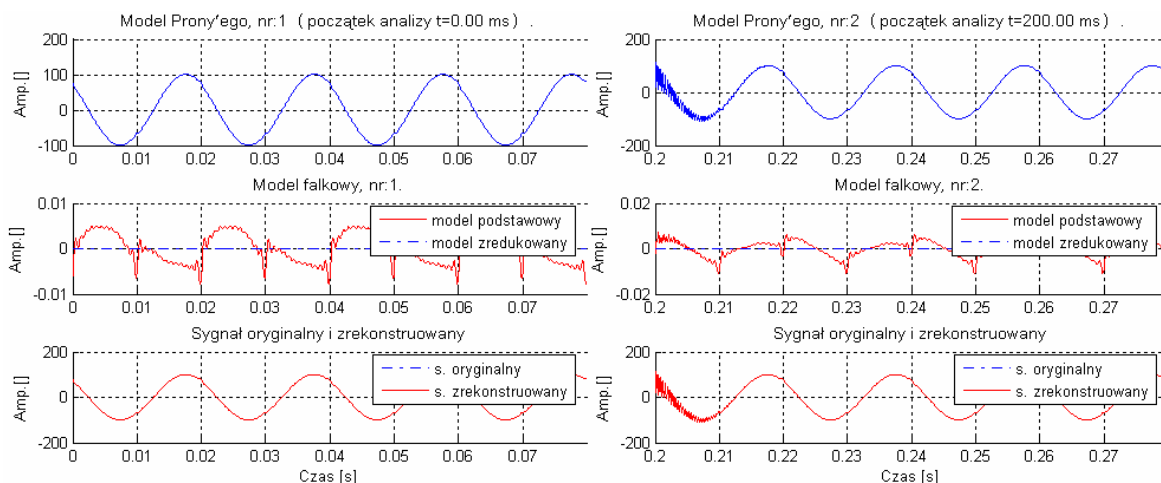 Model Prony'ego, nr:1 (początek analizy t=0.00 ms) .
Amp.[]
200
100
0
-100
0 0.01 0.02 0.03 0.04 0.05 0.06 0.07
Model falkowy, nr:1.
Amp.[]
0.01
0
-0.01
model podstawowy
model zredukowany
0 0.01 0.02 0.03 0.04 0.05 0.06 0.07
Sygnał oryginalny i zrekonstruowany
Amp.[]
200
0
-200
s. oryginalny
s. zrekonstruowany
0 0.01 0.02 0.03 0.04 0.05 0.06 0.07
Czas [s]
Model Prony'ego, nr:2 (początek analizy t=200.00 ms) .
Amp.[]
200
0
-200
0.2 0.21 0.22 0.23 0.24 0.25 0.26 0.27
Model falkowy, nr:2.
Amp.[]
0.02
0
-0.02
model podstawowy
model zredukowany
0.2 0.21 0.22 0.23 0.24 0.25 0.26 0.27
Sygnał oryginalny i zrekonstruowany
Amp.[]
200
0
-200
s. oryginalny
s. zrekonstruowany
0.2 0.21 0.22 0.23 0.24 0.25 0.26 0.27
Czas [s]